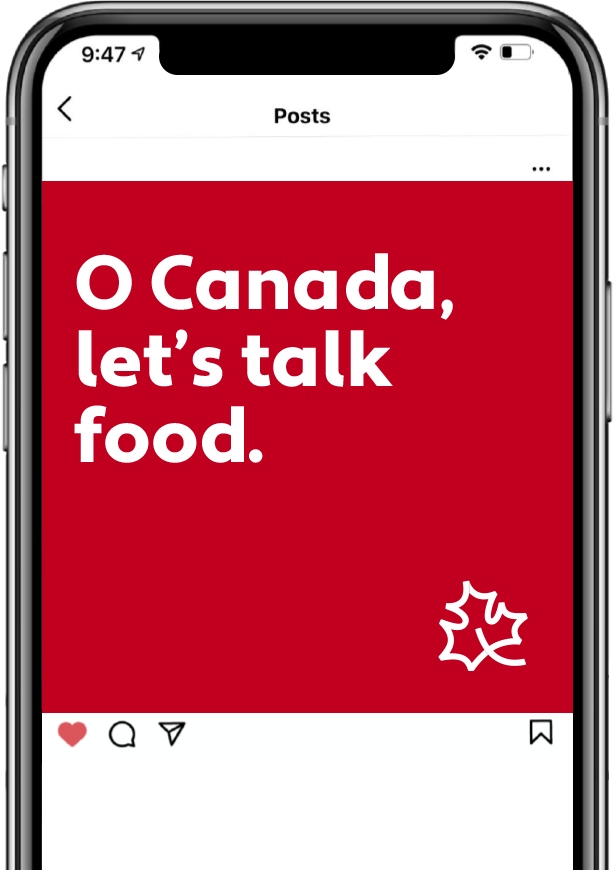 9:47
Posts
O Canada,
let’s talk
food.